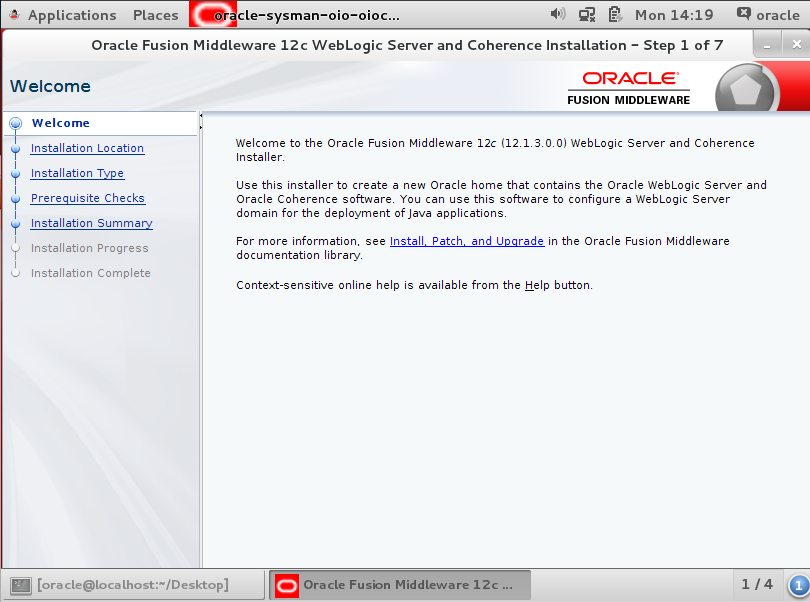 Applications Places oracle-sysman-oio-oioc... Mon 14:19 oracle
Oracle Fusion Middleware 12c WebLogic Server and Coherence Installation - Step 1 of 7
Welcome
ORACLE
FUSION MIDDLEWARE
Welcome
Installation Location
Installation Type
Prerequisite Checks
Installation Summary
Installation Progress
Installation Complete
Welcome to the Oracle Fusion Middleware 12c (12.1.3.0.0) WebLogic Server and Coherence
Installer.
Use this installer to create a new Oracle home that contains the Oracle WebLogic Server and
Oracle Coherence software. You can use this software to configure a WebLogic Server
domain for the deployment of Java applications.
For more information, see Install, Patch, and Upgrade in the Oracle Fusion Middleware
documentation library.
Context-sensitive online help is available from the Help button.
[oracle@localhost:~/Desktop] Oracle Fusion Middleware 12c ... 1 / 4 1